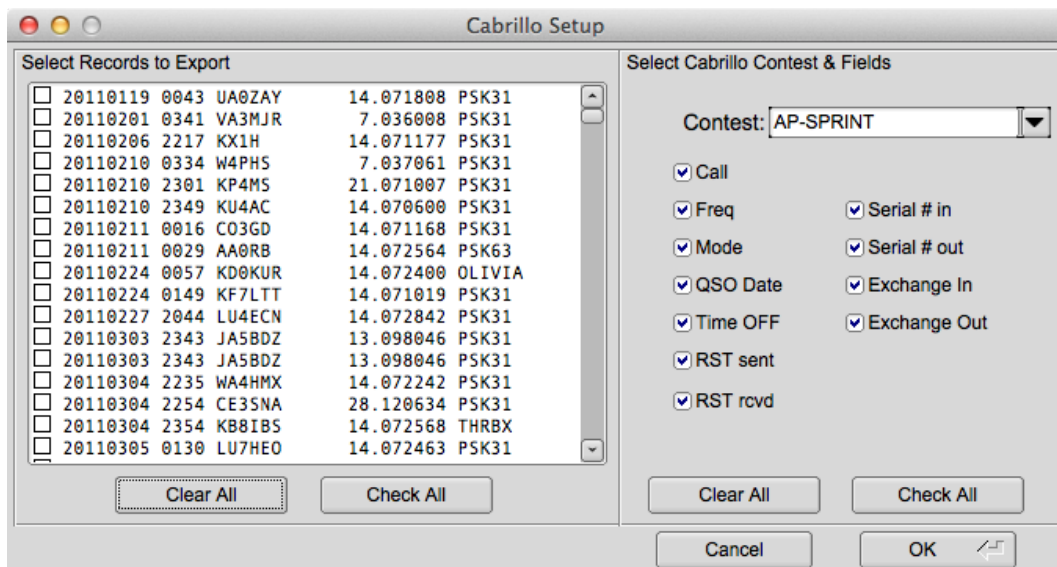 Cabrillo Setup
Select Records to Export
20110119 0043 UA0ZAY 14.071808 PSK31
20110201 0341 VA3MJR 7.036008 PSK31
20110206 2217 KX1H 14.071177 PSK31
20110210 0334 W4PHS 7.037061 PSK31
20110210 2301 KP4MS 21.071007 PSK31
20110210 2349 KU4AC 14.070600 PSK31
20110211 0016 CO3GD 14.071168 PSK31
20110211 0029 AA0RB 14.072564 PSK63
20110224 0057 KD0KUR 14.072400 OLIVIA
20110224 0149 KF7LTT 14.071019 PSK31
20110227 2044 LU4ECN 14.072842 PSK31
20110303 2343 JA5BDZ 13.098046 PSK31
20110303 2343 JA5BDZ 13.098046 PSK31
20110304 2235 WA4HMX 14.072242 PSK31
20110304 2254 CE3SNA 28.120634 PSK31
20110304 2354 KB8IBS 14.072568 THRBX
20110305 0130 LU7HEO 14.072463 PSK31
Clear All Check All
Select Cabrillo Contest & Fields
Contest: AP-SPRINT
Call
Freq Serial # in
Mode Serial # out
QSO Date Exchange In
Time OFF Exchange Out
RST sent
RST rcvd
Clear All Check All
Cancel OK